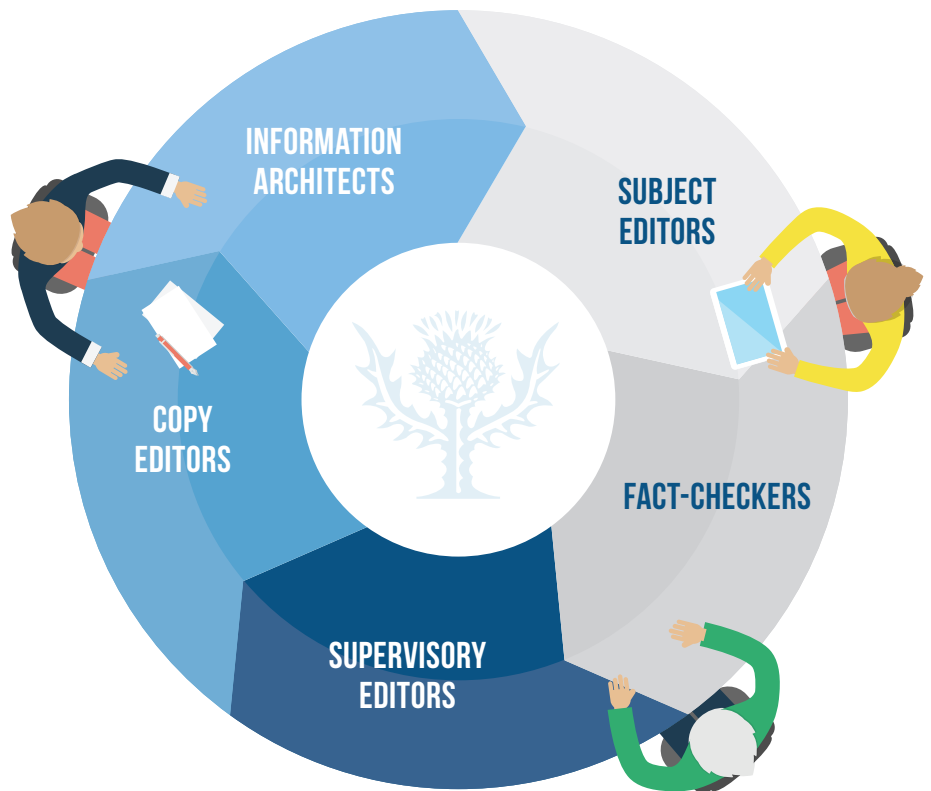 INFORMATION
ARCHITECTS
SUBJECT
EDITORS
COPY
EDITORS
FACT-CHECKERS
SUPERVISORY
EDITORS